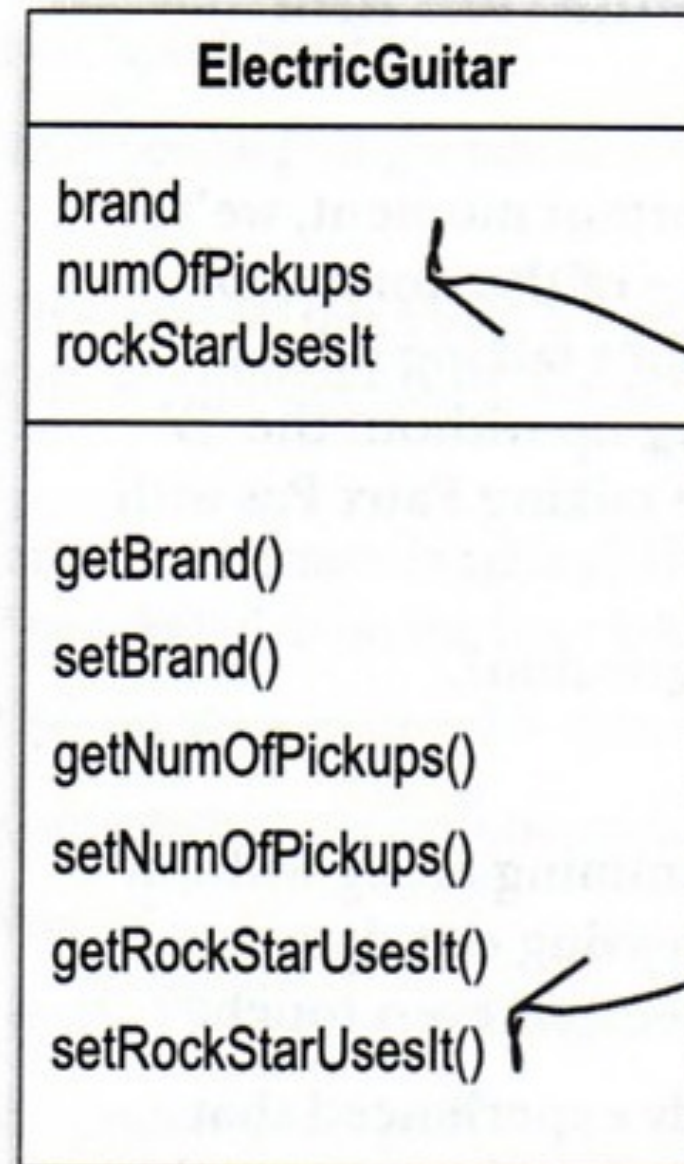 ElectricGuitar
brand
numOfPickups
rockStarUsesIt
getBrand()
setBrand()
getNumOfPickups()
setNumOfPickups()
getRockStarUsesIt()
setRockStarUsesIt()